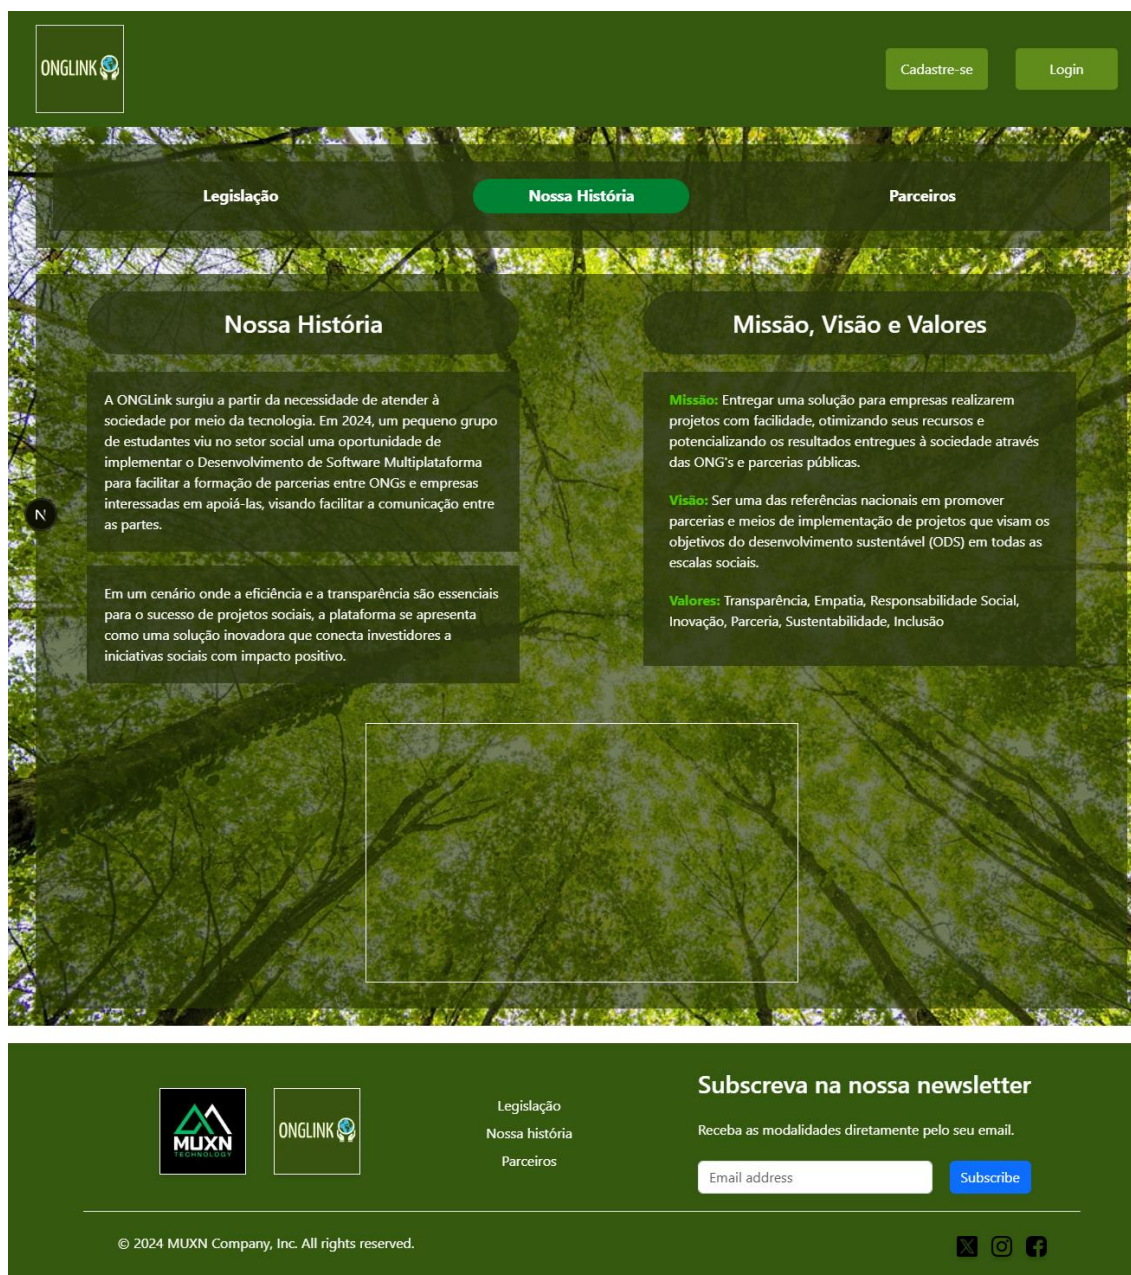 ONGLINK
Cadastre-se
Login
Legislação
Nossa História
Parceiros
Nossa História
A ONGLink surgiu a partir da necessidade de atender à
sociedade por meio da tecnologia. Em 2024, um pequeno grupo
de estudantes viu no setor social uma oportunidade de
implementar o Desenvolvimento de Software Multiplataforma
para facilitar a formação de parcerias entre ONGs e empresas
interessadas em apoiá-las, visando facilitar a comunicação entre
as partes.
Em um cenário onde a eficiência e a transparência são essenciais
para o sucesso de projetos sociais, a plataforma se apresenta
como uma solução inovadora que conecta investidores a
iniciativas sociais com impacto positivo.
Missão, Visão e Valores
Missão: Entregar uma solução para empresas realizarem
projetos com facilidade, otimizando seus recursos e
potencializando os resultados entregues à sociedade através
das ONG's e parcerias públicas.
Visão: Ser uma das referências nacionais em promover
parcerias e meios de implementação de projetos que visam os
objetivos do desenvolvimento sustentável (ODS) em todas as
escalas sociais.
Valores: Transparência, Empatia, Responsabilidade Social,
Inovação, Parceria, Sustentabilidade, Inclusão
N
MUXN
TECHNOLOGY
ONGLINK
Legislação
Nossa história
Parceiros
Subscreva na nossa newsletter
Receba as modalidades diretamente pelo seu email.
Email address
Subscribe
© 2024 MUXN Company, Inc. All rights reserved.